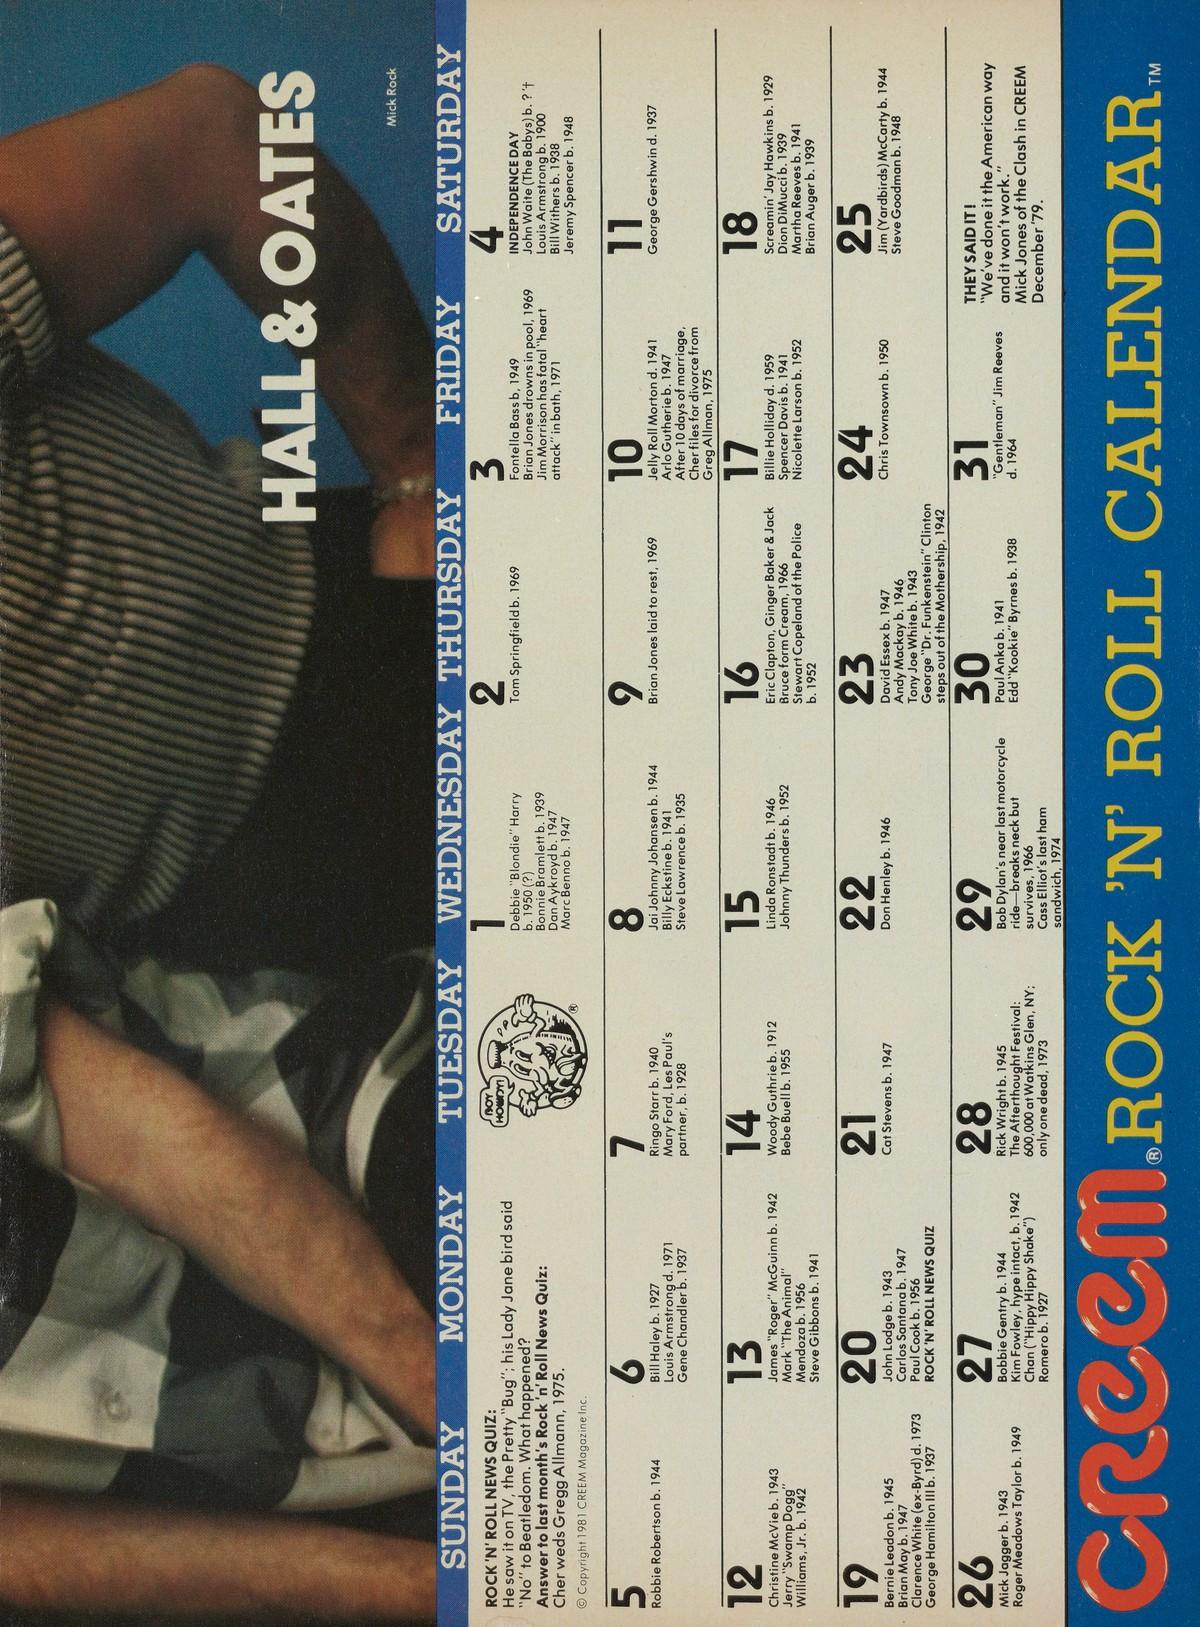 HALL & OATES
Mick Rock
SUNDAY MONDAY TUESDAY WEDNESDAY THURSDAY FRIDAY SATURDAY
ROCK 'N' ROLL NEWS QUIZ:
He saw it on TV, the Pretty "Bug"; his Lady Jane bird said
"No" to Beatledom. What happened?
Answer to last month's Rock 'n' Roll News Quiz:
Cher weds Gregg Allmann, 1975.
© Copyright 1981 CREEM Magazine Inc.
BOY HOWDY!
®
1
Debbie "Blondie" Harry
b. 1950 (?)
Bonnie Bramlett b. 1939
Dan Aykroyd b. 1947
Marc Benno b. 1947
2
Tom Springfield b. 1969
3
Fontella Bass b, 1949
Brian Jones drowns in pool, 1969
Jim Morrison has fatal "heart
attack" in bath, 1971
4
INDEPENDENCE DAY
John Waite (The Babys) b. ? '†
Louis Armstrong b. 1900
Bill Withers b. 1938
Jeremy Spencer b. 1948
5
Robbie Robertson b. 1944
6
Bill Haley b. 1927
Louis Armstrong d. 1971
Gene Chandler b. 1937
7
Ringo Starr b. 1940
Mary Ford, Les Paul's
partner, b. 1928
8
Jai Johnny Johansen b. 1944
Billy Eckstine b. 1941
Steve Lawrence b. 1935
9
Brian Jones laid to rest, 1969
10
Jelly Roll Morton d. 1941
Arlo Gutherie b. 1947
After 10 days of marriage,
Cher files for divorce from
Greg Allman, 1975
11
George Gershwin d. 1937
12
Christine McVie b. 1943
Jerry "Swamp Dogg"
Williams, Jr. b. 1942
13
James "Roger" McGuinn b. 1942
Mark "The Animal"
Mendoza b. 1956
Steve Gibbons b. 1941
14
Woody Guthrie b. 1912
Bebe Buell b. 1955
15
Linda Ronstadt b. 1946
Johnny Thunders b. 1952
16
Eric Clapton, Ginger Baker & Jack
Bruce form Cream, 1966
Stewart Copeland of the Police
b. 1952
17
Billie Holliday d. 1959
Spencer Davis b. 1941
Nicolette Larson b. 1952
18
Screamin' Jay Hawkins b. 1929
Dion DiMucci b. 1939
Martha Reeves b. 1941
Brian Auger b. 1939
19
Bernie Leadon b. 1945
Brian May b. 1947
Clarence White (ex-Byrd) d. 1973
George Hamilton III b. 1937
20
John Lodge b. 1943
Carlos Santana b. 1947
Paul Cook b. 1956
ROCK 'N' ROLL NEWS QUIZ
21
Cat Stevens b. 1947
22
Don Henley b. 1946
23
David Essex b. 1947
Andy Mackay b. 1946
Tony Joe White b. 1943
George "Dr. Funkenstein" Clinton
steps out of the Mothership, 1942
24
Chris Townsown b. 1950
25
Jim (Yardbirds) McCarty b. 1944
Steve Goodman b. 1948
26
Mick Jagger b. 1943
Roger Meadows Taylor b. 1949
27
Bobbie Gentry b. 1944
Kim Fowley, hype intact, b. 1942
Chan ("Hippy Hippy Shake")
Romero b. 1927
28
Rick Wright b. 1945
The Afterthought Festival:
600,000 at Watkins Glen, NY;
only one dead, 1973
29
Bob Dylan's near last motorcycle
ride—breaks neck but
survives, 1966
Cass Elliot's last ham
sandwich, 1974
30
Paul Anka b. 1941
Edd "Kookie" Byrnes b. 1938
31
"Gentleman" Jim Reeves
d. 1964
THEY SAID IT!
"We've done it the American way
and it won't work."
Mick Jones of the Clash in CREEM
December '79.
CREEM® ROCK 'N' ROLL CALENDAR™